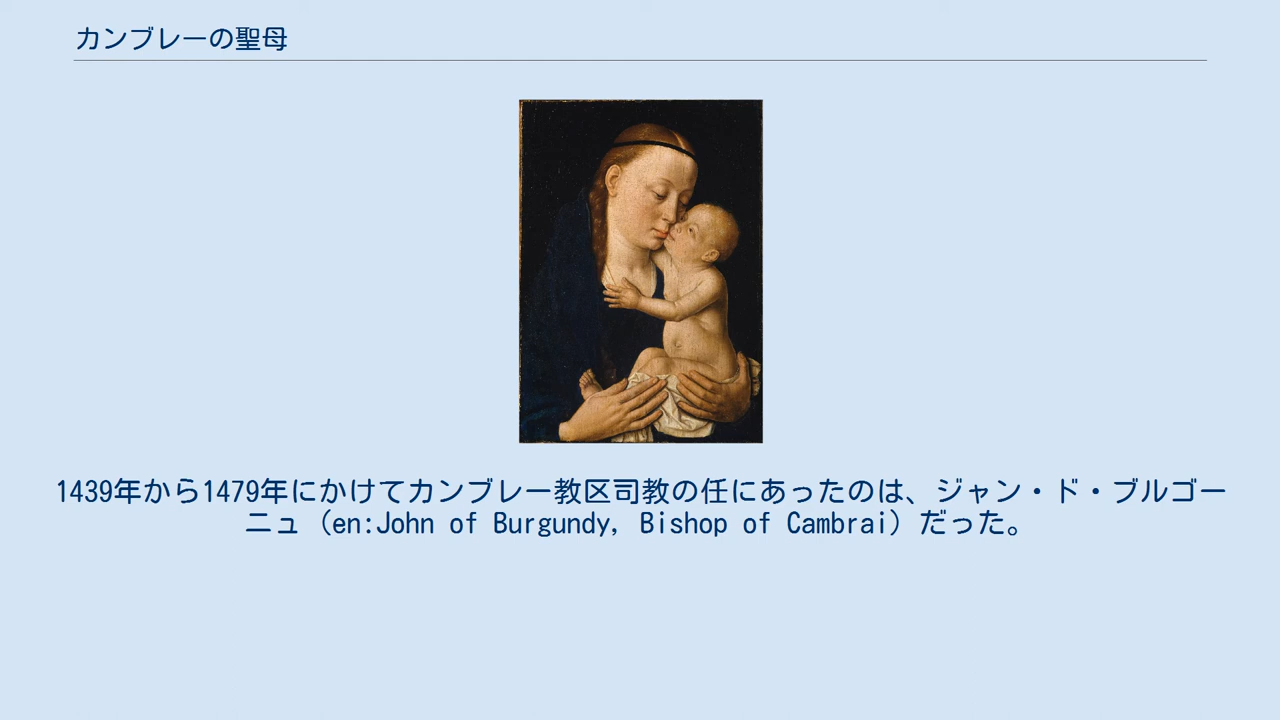 カンブレーの聖母
1439年から1479年にかけてカンブレー教区司教の任にあったのは、ジャン・ド・ブルゴー
ニュ（en:John of Burgundy, Bishop of Cambrai）だった。